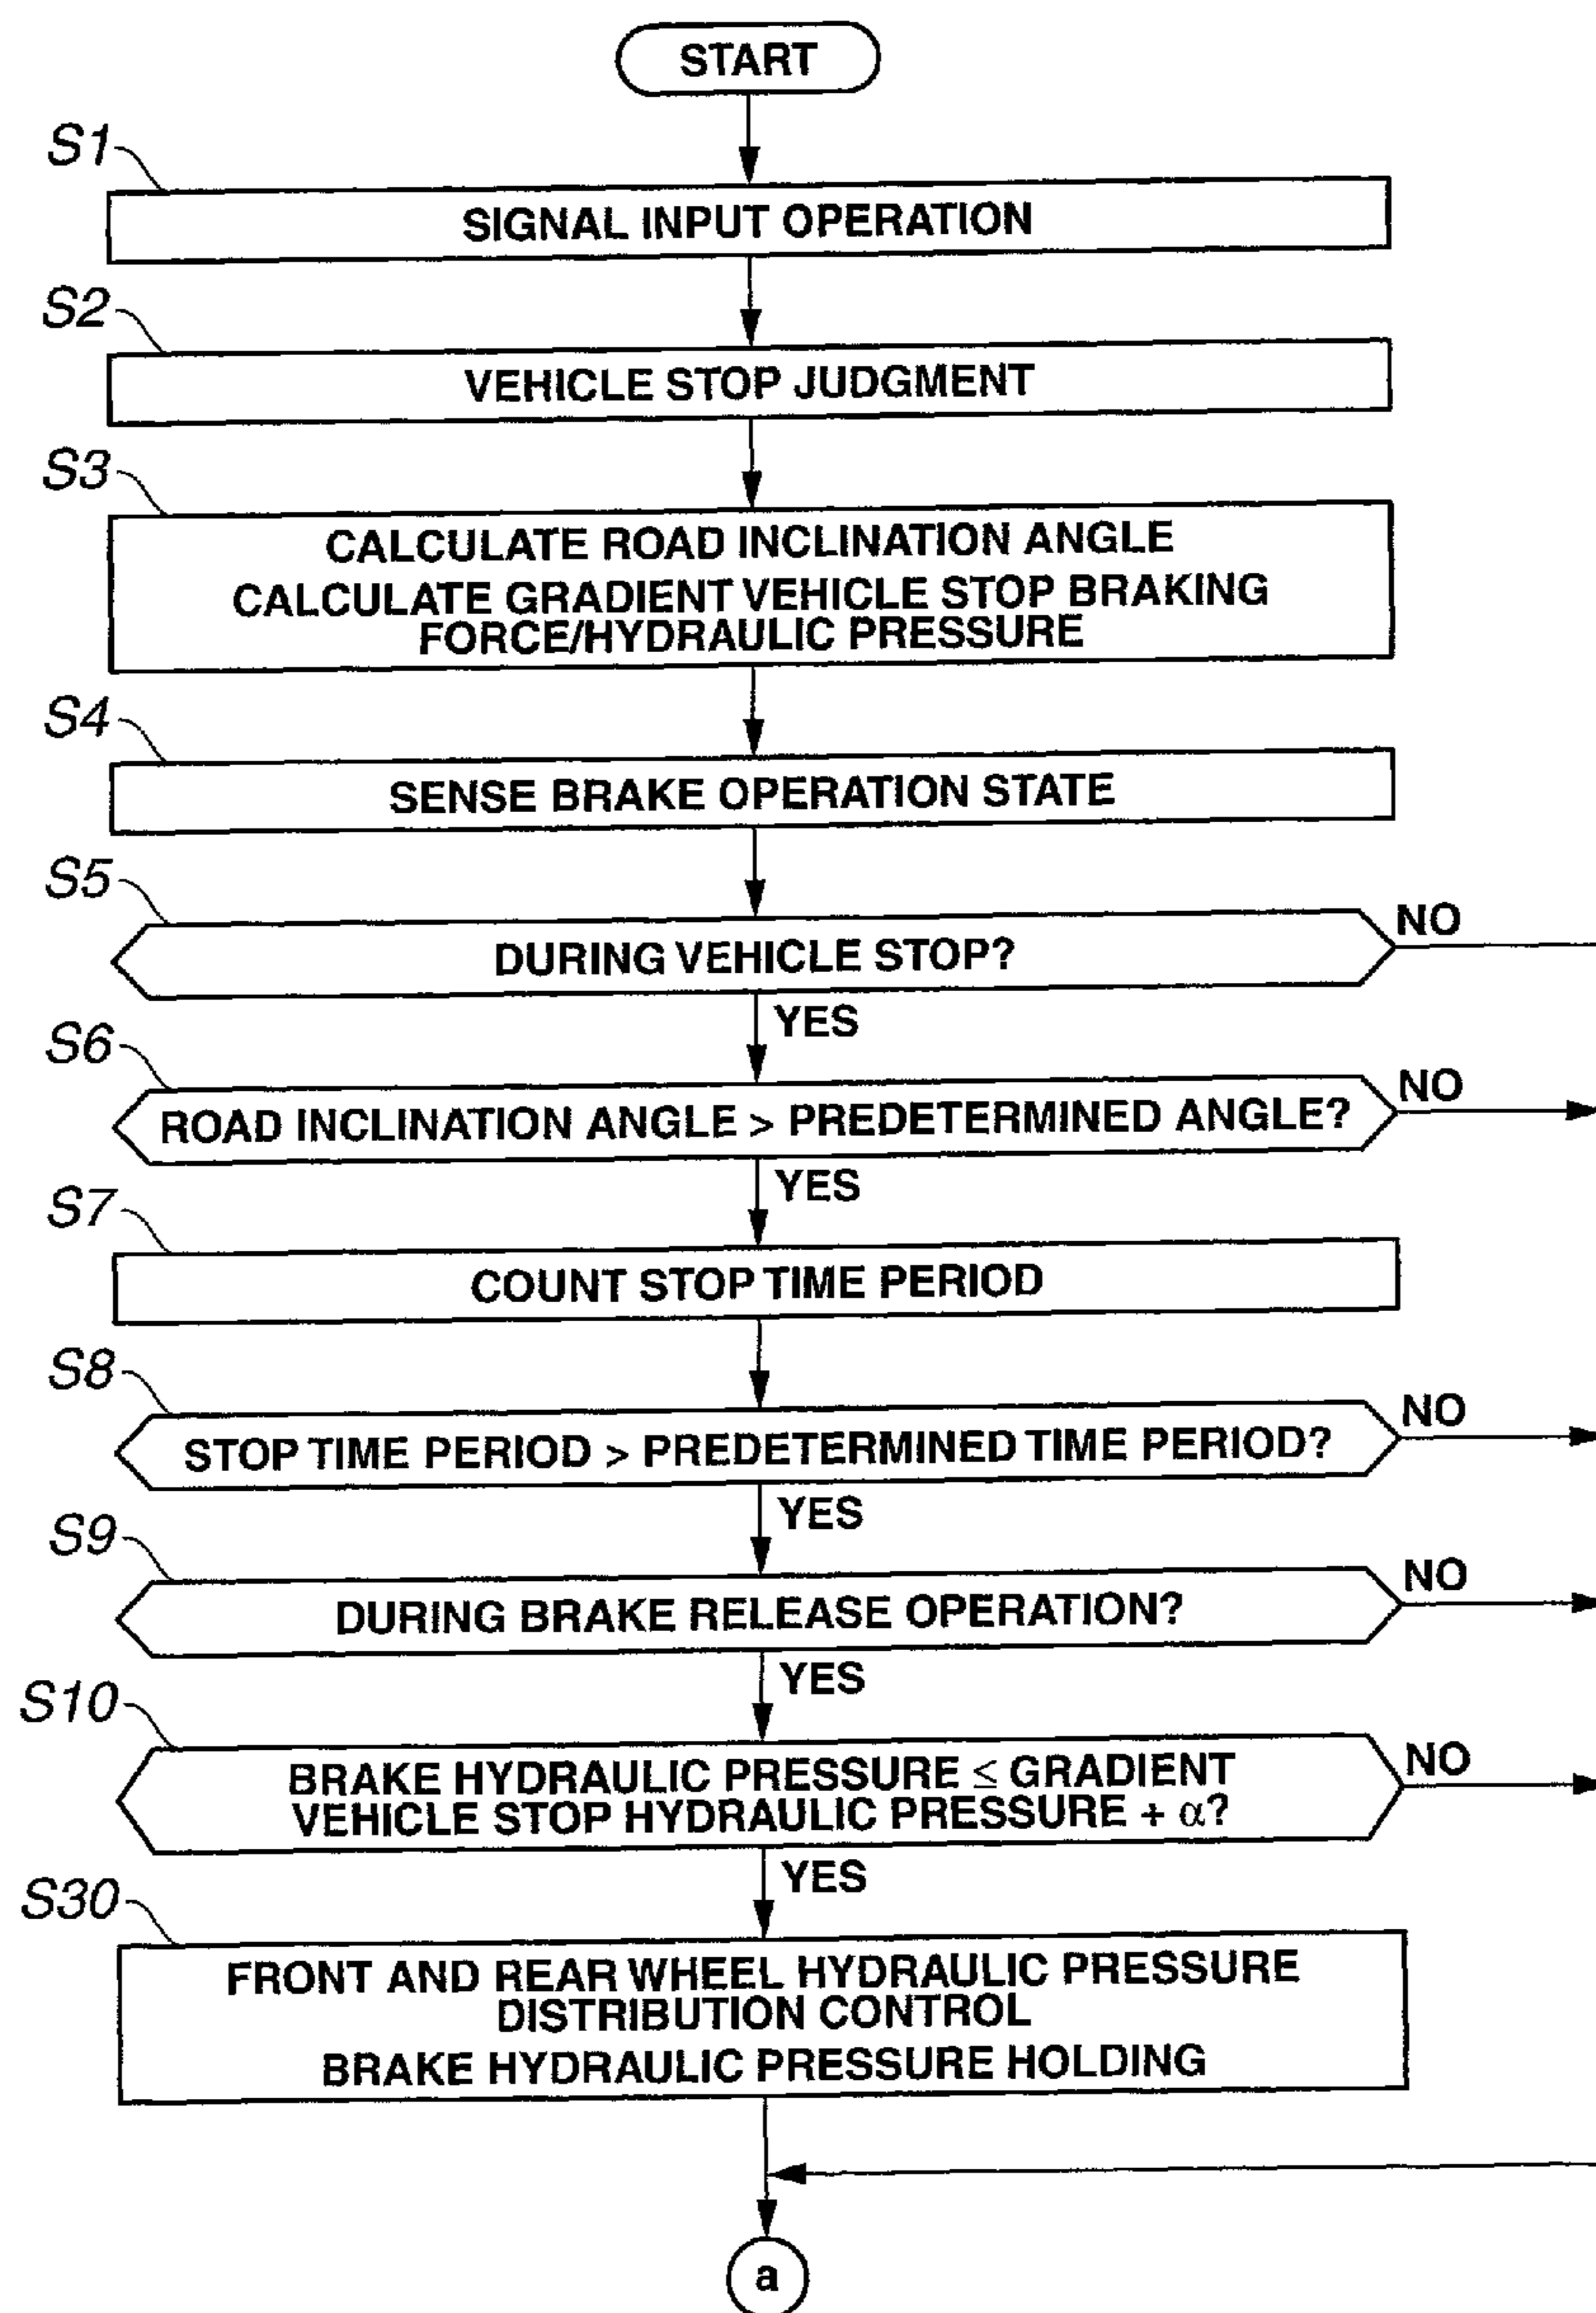 START
S1
SIGNAL INPUT OPERATION
S2
VEHICLE STOP JUDGMENT
S3
CALCULATE ROAD INCLINATION ANGLE
CALCULATE GRADIENT VEHICLE STOP BRAKING
FORCE/HYDRAULIC PRESSURE
S4
SENSE BRAKE OPERATION STATE
S5
DURING VEHICLE STOP?
NO
YES
S6
ROAD INCLINATION ANGLE > PREDETERMINED ANGLE?
NO
YES
S7
COUNT STOP TIME PERIOD
S8
STOP TIME PERIOD > PREDETERMINED TIME PERIOD?
NO
YES
S9
DURING BRAKE RELEASE OPERATION?
NO
YES
S10
BRAKE HYDRAULIC PRESSURE ≤ GRADIENT
VEHICLE STOP HYDRAULIC PRESSURE + α?
NO
YES
S30
FRONT AND REAR WHEEL HYDRAULIC PRESSURE
DISTRIBUTION CONTROL
BRAKE HYDRAULIC PRESSURE HOLDING
a